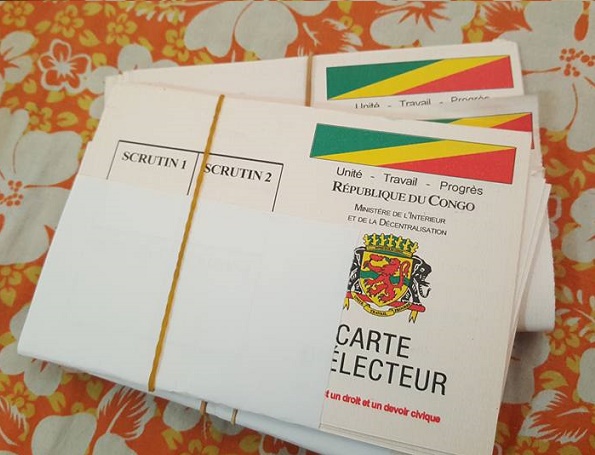 Unité - Travail - Progrès
SCRUTIN 1
SCRUTIN 2
Unité - Travail - Progrès
RÉPUBLIQUE DU CONGO
MINISTÈRE DE L'INTÉRIEUR
ET DE LA DÉCENTRALISATION
CARTE
ÉLECTEUR
un droit et un devoir civique